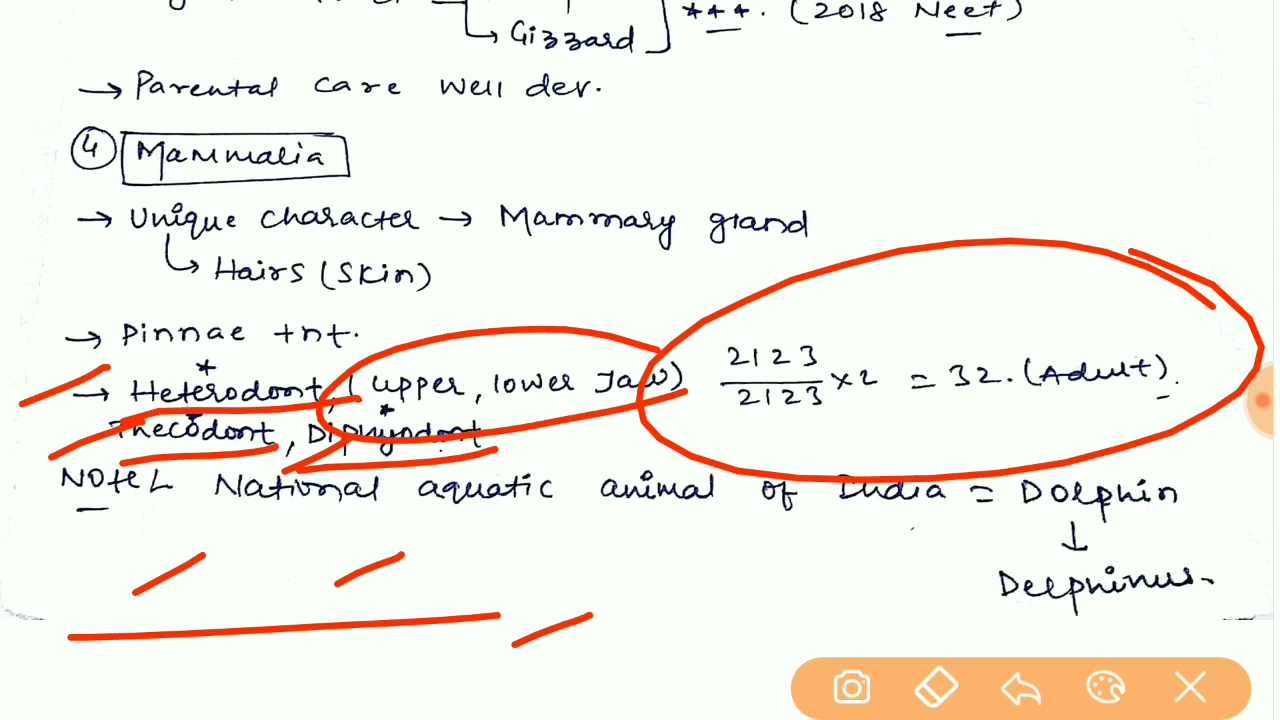 Gizzard ] ***. (2018 Neet)
→ Parental care well dev.
④ Mammalia
→ Unique character → Mammary gland
↳ Hairs (Skin)
→ Pinnae +nt.
→ Heterodont, (upper, lower Jaw) 2123/2123 ×2 = 32. (Adult).
Thecodont, Diphyodont
NOTE National aquatic animal of India = Dolphin
↓
Delphinus.